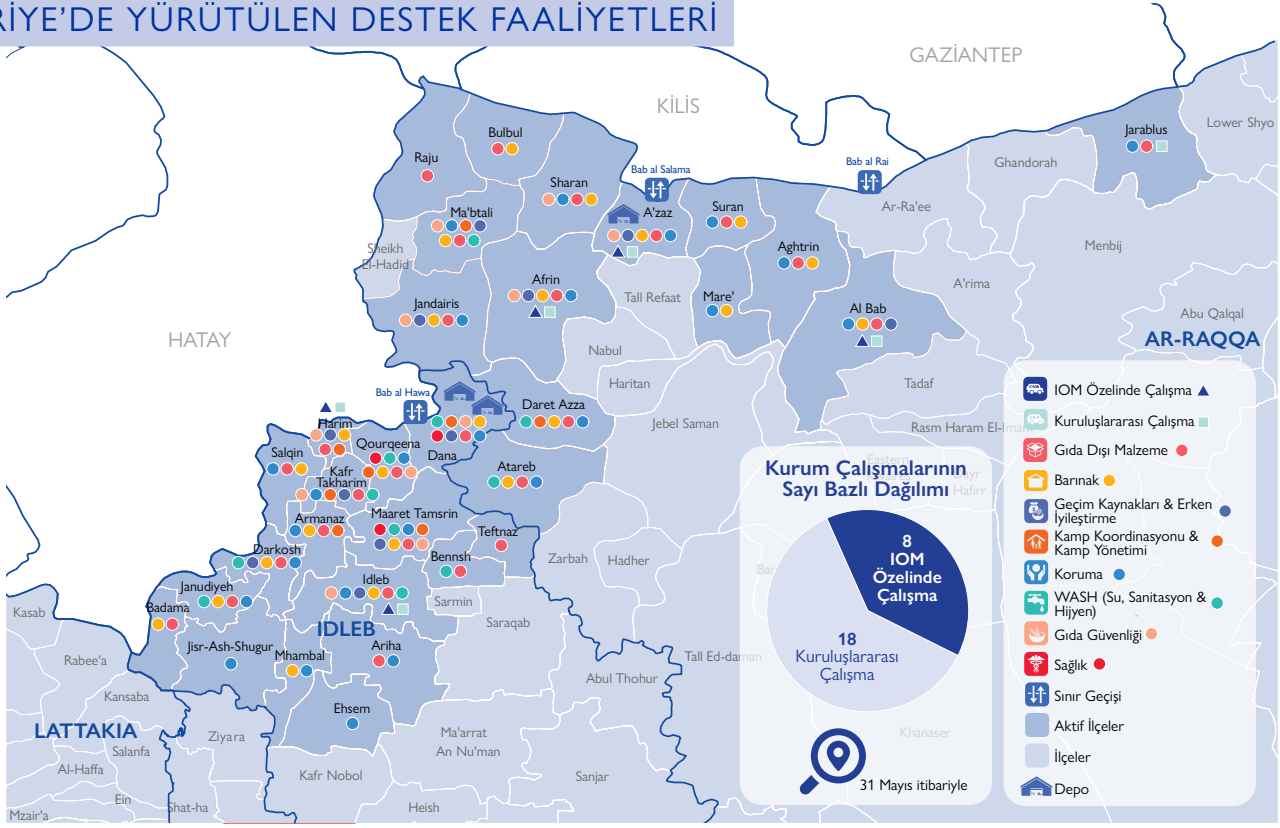 RİYE'DE YÜRÜTÜLEN DESTEK FAALİYETLERİ
GAZİANTEP
KİLİS
HATAY
Lower Shyo
Jarablus
Ghandorah
Bulbul
Raju
Bab al Salama
Bab al Rai
Sharan
Ma'btali
A'zaz
Suran
Ar-Ra'ee
Sheikh
El-Hadid
Aghtrin
Menbij
Afrin
A'rima
Jandairis
Tall Refaat
Mare'
Al Bab
Abu Qalqal
AR-RAQQA
Nabul
Haritan
Tadaf
Bab al Hawa
Daret Azza
Jebel Saman
Rasm Haram El-Imam
Harim
Qourqeena
Dana
Salqin
Kafr
Takharim
Atareb
Armanaz
Maaret Tamsrin
Teftnaz
Darkosh
Bennsh
Zarbah
Hadher
Janudiyeh
Idleb
Badama
Sarmin
Kasab
IDLEB
Saraqab
Jisr-Ash-Shugur
Mhambal
Ariha
Rabee'a
Tall Ed-daman
Abul Thohur
Kansaba
Ehsem
LATTAKIA
Ziyara
Salanfa
Ma'arrat
An Nu'man
Khanaser
Al-Haffa
Kafr Nobol
Sanjar
Ein
Shat-ha
Heish
Mzair'a
Eastern
Hafirr
Kurum Çalışmalarının
Sayı Bazlı Dağılımı
8
IOM
Özelinde
Çalışma
18
Kuruluşlararası
Çalışma
31 Mayıs itibariyle
IOM Özelinde Çalışma
Kuruluşlararası Çalışma
Gıda Dışı Malzeme
Barınak
Geçim Kaynakları & Erken
İyileştirme
Kamp Koordinasyonu &
Kamp Yönetimi
Koruma
WASH (Su, Sanitasyon &
Hijyen)
Gıda Güvenliği
Sağlık
Sınır Geçişi
Aktif İlçeler
İlçeler
Depo